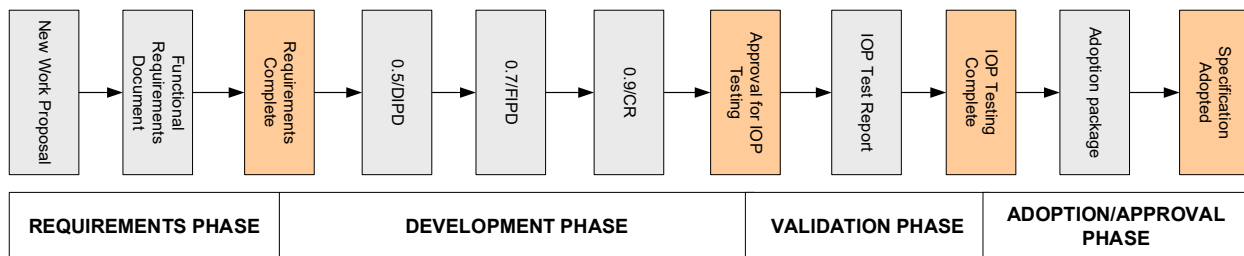 New Work Proposal
Functional
Requirements
Document
Requirements
Complete
0.5/DIPD
0.7/FIPD
0.9/CR
Approval for IOP
Testing
IOP Test Report
IOP Testing
Complete
Adoption package
Specification
Adopted
REQUIREMENTS PHASE
DEVELOPMENT PHASE
VALIDATION PHASE
ADOPTION/APPROVAL
PHASE